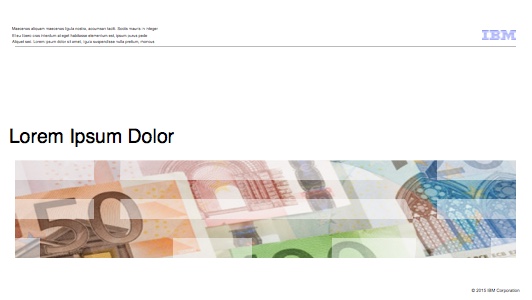 Maecenas aliquam maecenas ligula nostra, accumsan taciti. Sociis mauris in integer
El eu libero cras interdum at eget habitasse elementum est, ipsum purus pede
Aliquet sed. Lorem ipsum dolor sit amet, ligula suspendisse nulla pretium, rhoncus
IBM
Lorem Ipsum Dolor
50
© 2015 IBM Corporation